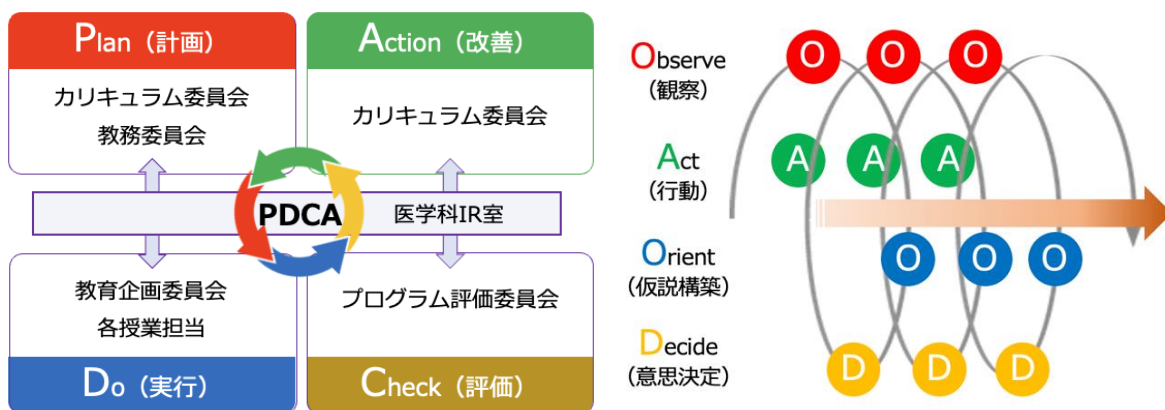 Plan（計画）
カリキュラム委員会
教務委員会
Action（改善）
カリキュラム委員会
PDCA
医学科IR室
教育企画委員会
各授業担当
Do（実行）
プログラム評価委員会
Check（評価）
Observe
（観察）
Act
（行動）
Orient
（仮説構築）
Decide
（意思決定）
O O O
A A A
O O O
D D D